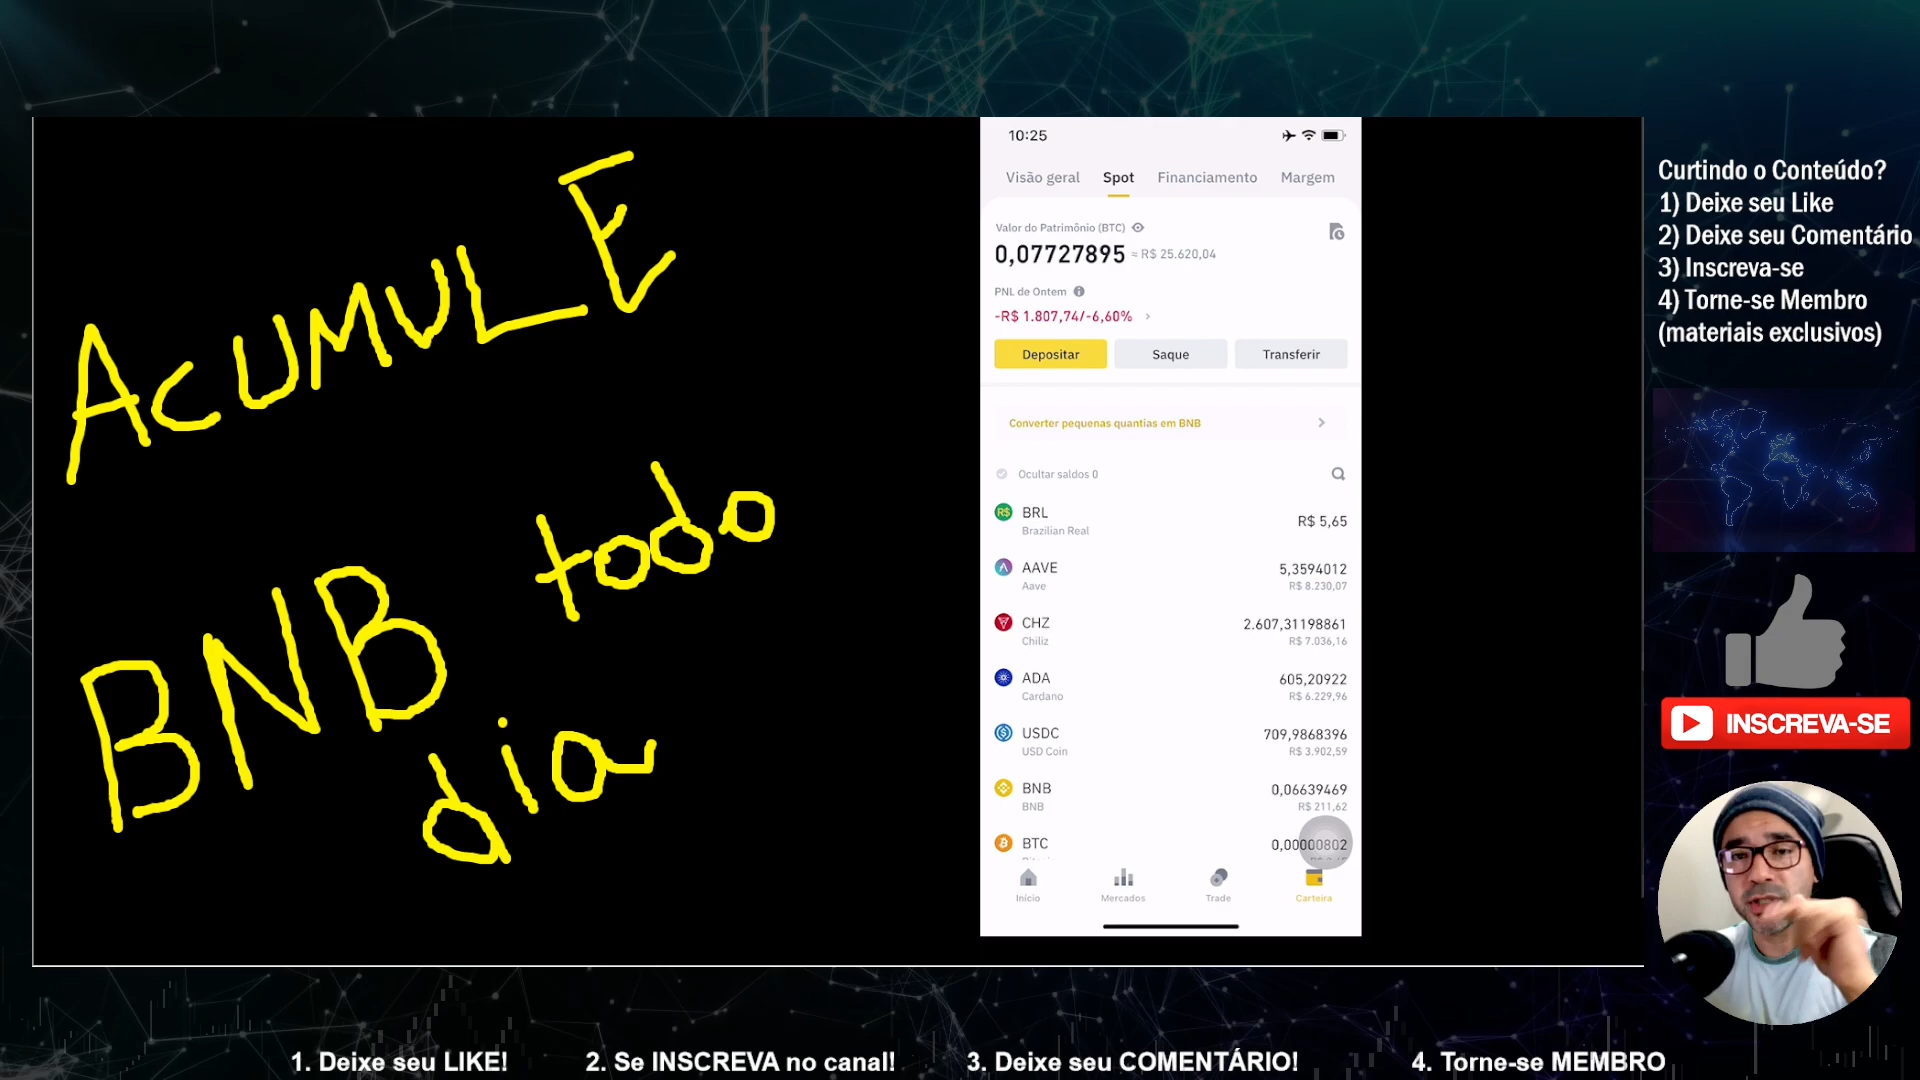 ACUMULE
BNB todo
dia
10:25
Visão geral Spot Financiamento Margem
Valor do Patrimônio (BTC)
0,07727895 ≈ R$ 25.620,04
PNL de Ontem
-R$ 1.807,74/-6,60%
Depositar Saque Transferir
Converter pequenas quantias em BNB
Ocultar saldos 0
BRL R$ 5,65
Brazilian Real
AAVE 5,3594012
Aave R$ 8.230,07
CHZ 2.607,31198861
Chiliz R$ 7.036,16
ADA 605,20922
Cardano R$ 6.229,96
USDC 709,9868396
USD Coin R$ 3.902,59
BNB 0,06639469
BNB R$ 211,62
BTC 0,00000802
Início Mercados Trade Carteira
Curtindo o Conteúdo?
1) Deixe seu Like
2) Deixe seu Comentário
3) Inscreva-se
4) Torne-se Membro
(materiais exclusivos)
INSCREVA-SE
1. Deixe seu LIKE! 2. Se INSCREVA no canal! 3. Deixe seu COMENTÁRIO! 4. Torne-se MEMBRO